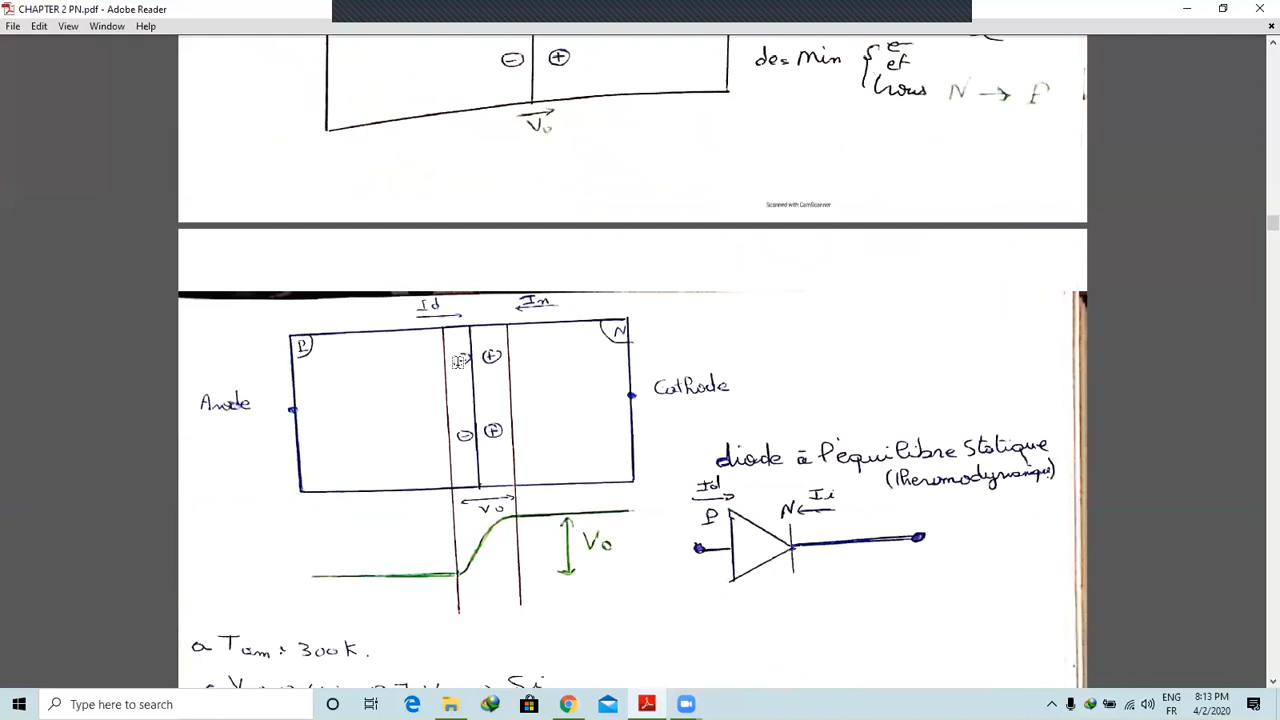 CHAPTER 2 PN.pdf - Adobe Reader
File Edit View Window Help
⊖ ⊕
V0
des Min { e-
et
trous N → P
Scanned with CamScanner
Id In
P N
⊕
Anode Cathode
⊖ ⊕
V0
diode à l'équilibre Statique
(thermodynamique)
Id Ii
P N
V0
a Tam : 300K.
Si
Type here to search
ENG 8:13 PM
FR 4/2/2020